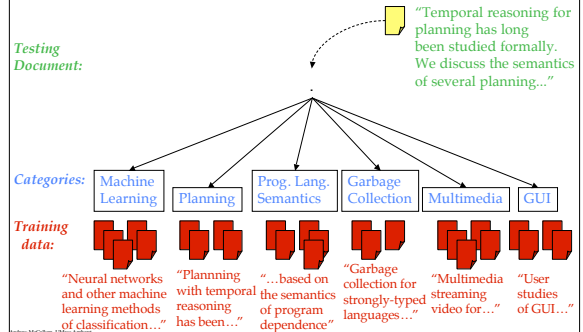 Testing
Document:
“Temporal reasoning for
planning has long
been studied formally.
We discuss the semantics
of several planning...”
Categories:
Machine
Learning
Planning
Prog. Lang.
Semantics
Garbage
Collection
Multimedia
GUI
Training
data:
“Neural networks
and other machine
learning methods
of classification…”
“Plannning
with temporal
reasoning
has been…”
“…based on
the semantics
of program
dependence”
“Garbage
collection for
strongly-typed
languages…”
“Multimedia
streaming
video for…”
“User
studies
of GUI…”